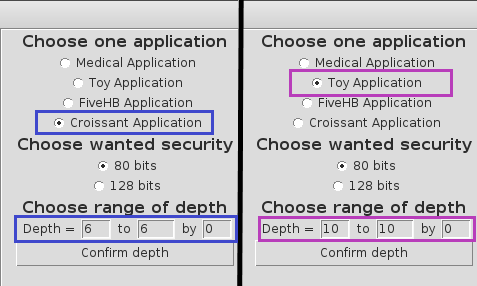 Choose one application
Medical Application
Toy Application
FiveHB Application
Croissant Application
Choose wanted security
80 bits
128 bits
Choose range of depth
Depth = 6 to 6 by 0
Confirm depth
Choose one application
Medical Application
Toy Application
FiveHB Application
Croissant Application
Choose wanted security
80 bits
128 bits
Choose range of depth
Depth = 10 to 10 by 0
Confirm depth